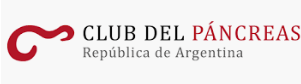 CLUB DEL PÁNCREAS
República de Argentina